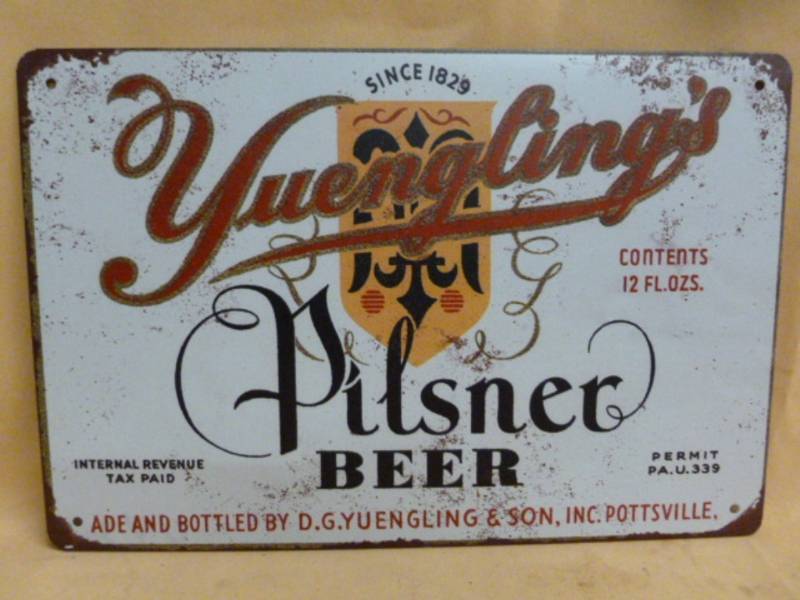 SINCE 1829
Yuengling's
CONTENTS
12 FL.OZS.
Pilsner
BEER
INTERNAL REVENUE
TAX PAID
PERMIT
PA.U.339
ADE AND BOTTLED BY D.G.YUENGLING & SON, INC. POTTSVILLE,